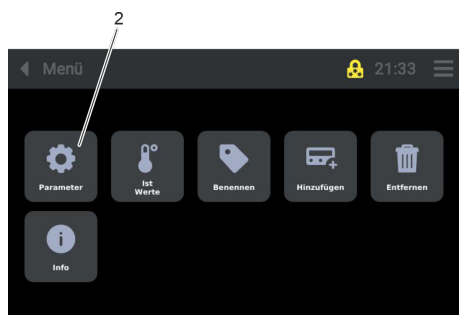 2
Menü
21:33
Parameter
Ist
Werte
Benennen
Hinzufügen
Entfernen
Info